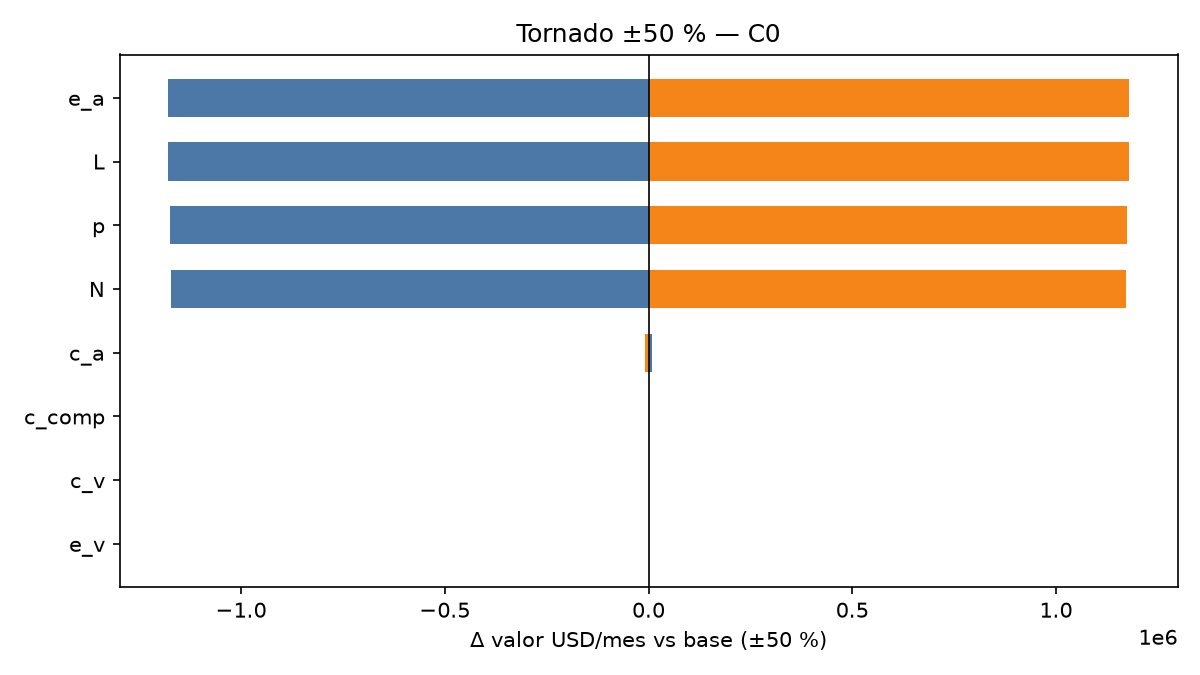 Tornado ±50 % — C0
e_a
L
p
N
c_a
c_comp
c_v
e_v
−1.0 −0.5 0.0 0.5 1.0
1e6
Δ valor USD/mes vs base (±50 %)